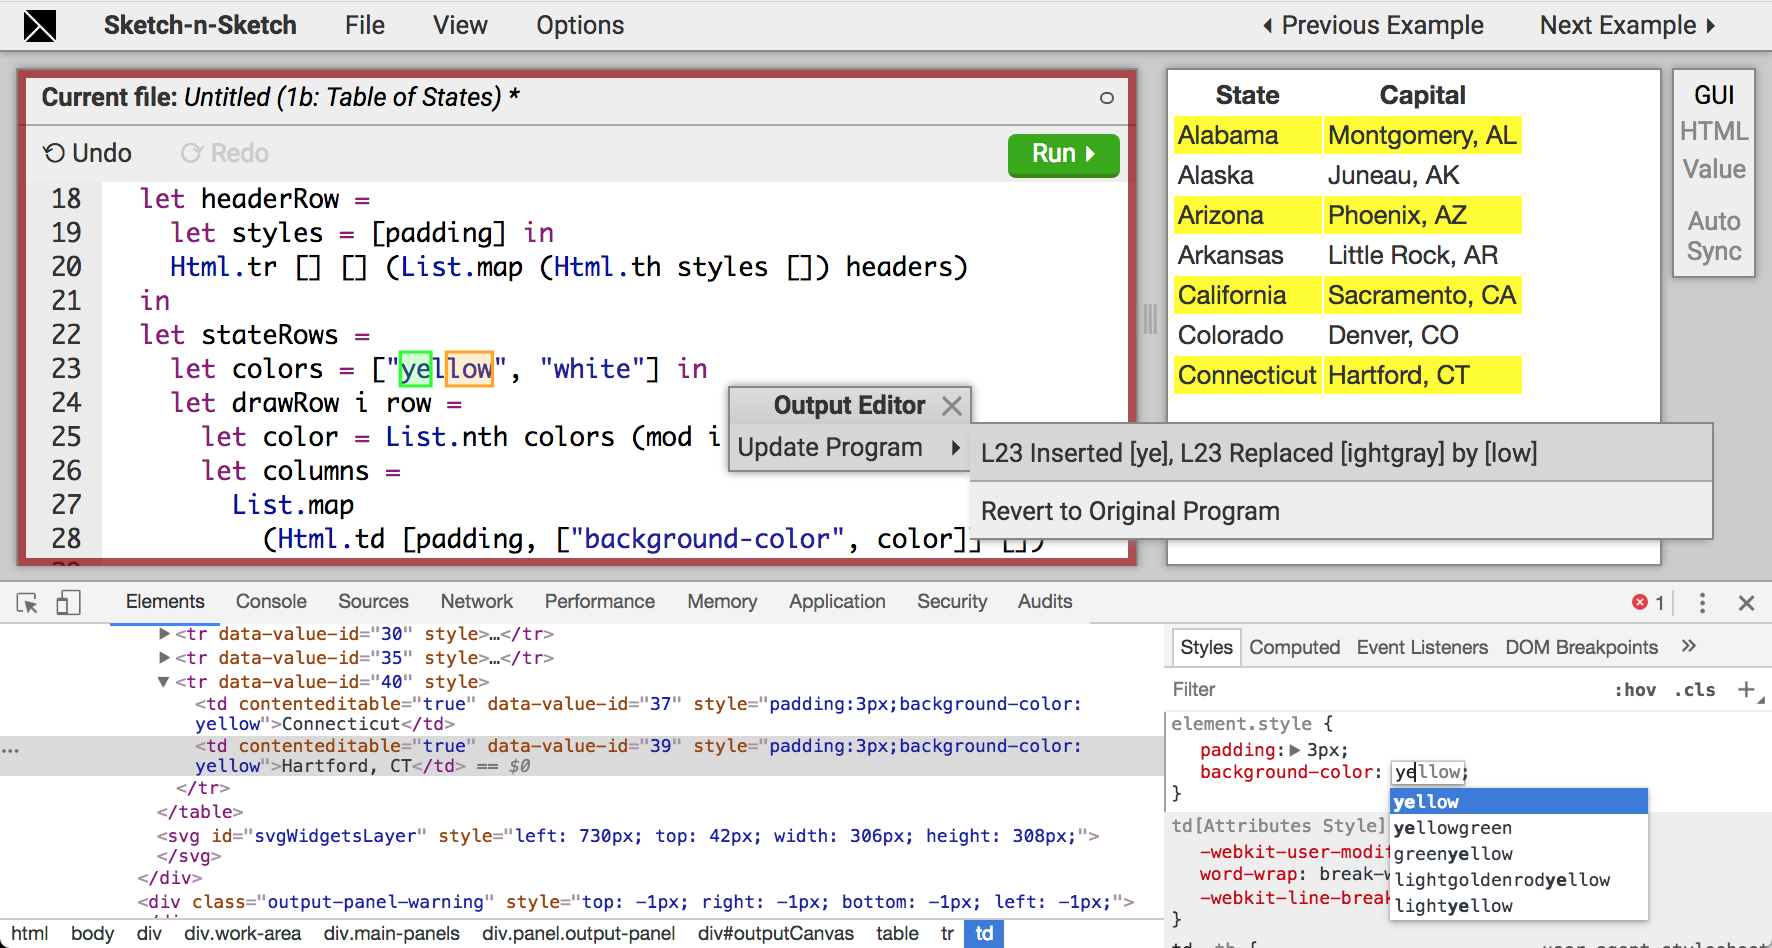 Sketch-n-Sketch File View Options Previous Example Next Example
Current file: Untitled (1b: Table of States) *
Undo Redo Run
18 let headerRow =
19 let styles = [padding] in
20 Html.tr [] [] (List.map (Html.th styles []) headers)
21 in
22 let stateRows =
23 let colors = ["yellow", "white"] in
24 let drawRow i row =
25 let color = List.nth colors (mod i
26 let columns =
27 List.map
28 (Html.td [padding, ["background-color", color]] [])
Output Editor
Update Program
L23 Inserted [ye], L23 Replaced [ightgray] by [low]
Revert to Original Program
State Capital
Alabama Montgomery, AL
Alaska Juneau, AK
Arizona Phoenix, AZ
Arkansas Little Rock, AR
California Sacramento, CA
Colorado Denver, CO
Connecticut Hartford, CT
GUI
HTML
Value
Auto
Sync
Elements Console Sources Network Performance Memory Application Security Audits 1
<tr data-value-id="30" style>…</tr>
<tr data-value-id="35" style>…</tr>
<tr data-value-id="40" style>
<td contenteditable="true" data-value-id="37" style="padding:3px;background-color:
yellow">Connecticut</td>
<td contenteditable="true" data-value-id="39" style="padding:3px;background-color:
yellow">Hartford, CT</td> == $0
</tr>
</table>
<svg id="svgWidgetsLayer" style="left: 730px; top: 42px; width: 306px; height: 308px;">
</svg>
</div>
<div class="output-panel-warning" style="top: -1px; right: -1px; bottom: -1px; left: -1px;">
html body div div.work-area div.main-panels div.panel.output-panel div#outputCanvas table tr td
Styles Computed Event Listeners DOM Breakpoints »
Filter :hov .cls +
element.style {
padding: 3px;
background-color: yellow;
}
td[Attributes Style]
-webkit-user-modif
word-wrap: break-w
-webkit-line-break
}
yellow
yellowgreen
greenyellow
lightgoldenrodyellow
lightyellow